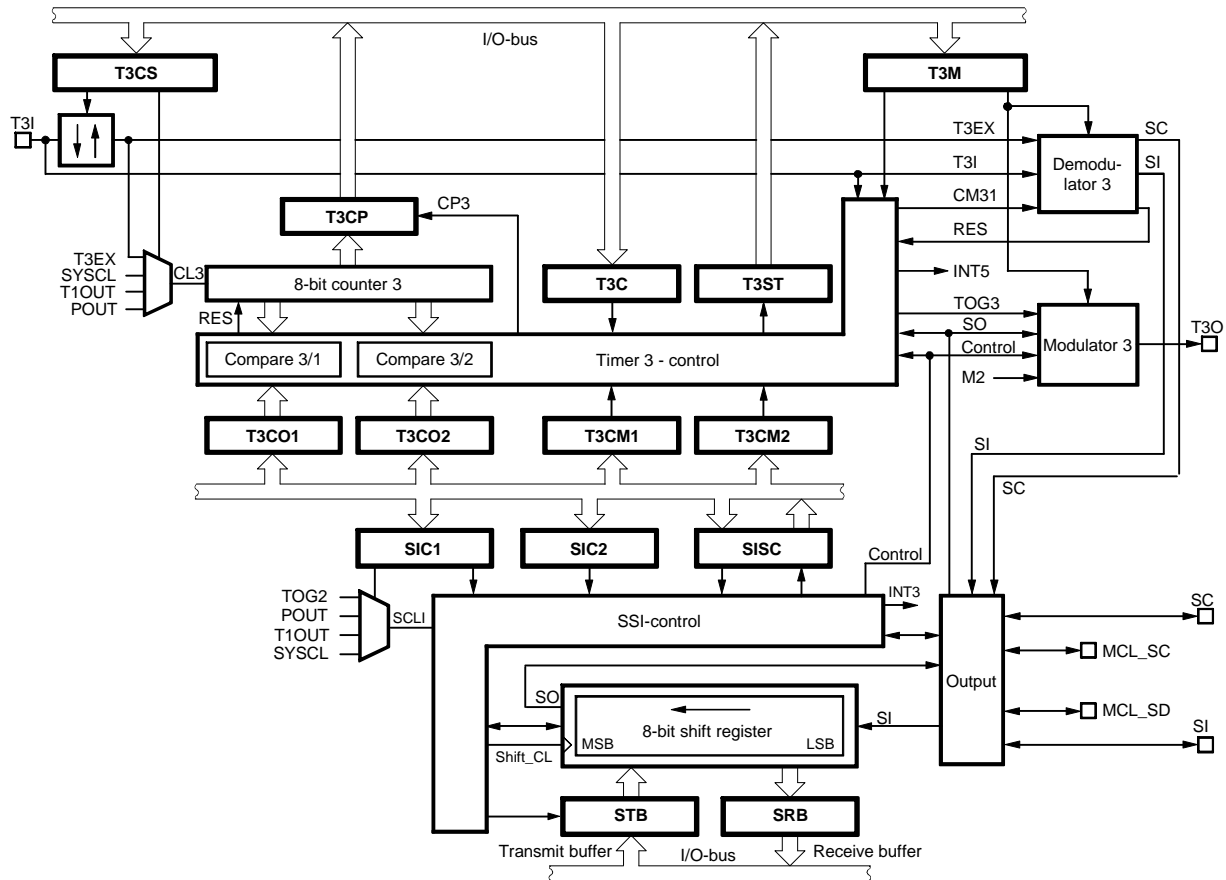 I/O-bus
T3CS
T3M
T3I
T3EX
SC
T3I
SI
Demodu-
lator 3
CP3
CM31
T3CP
RES
T3EX
SYSCL
T1OUT
POUT
CL3
8-bit counter 3
T3C
T3ST
INT5
RES
TOG3
SO
T3O
Compare 3/1
Compare 3/2
Timer 3 - control
Control
Modulator 3
M2
T3CO1
T3CO2
T3CM1
T3CM2
SI
SC
SIC1
SIC2
SISC
Control
TOG2
POUT
T1OUT
SYSCL
SCLI
SSI-control
INT3
SC
MCL_SC
Output
SO
SI
MCL_SD
SI
8-bit shift register
MSB
LSB
Shift_CL
STB
SRB
Transmit buffer
I/O-bus
Receive buffer